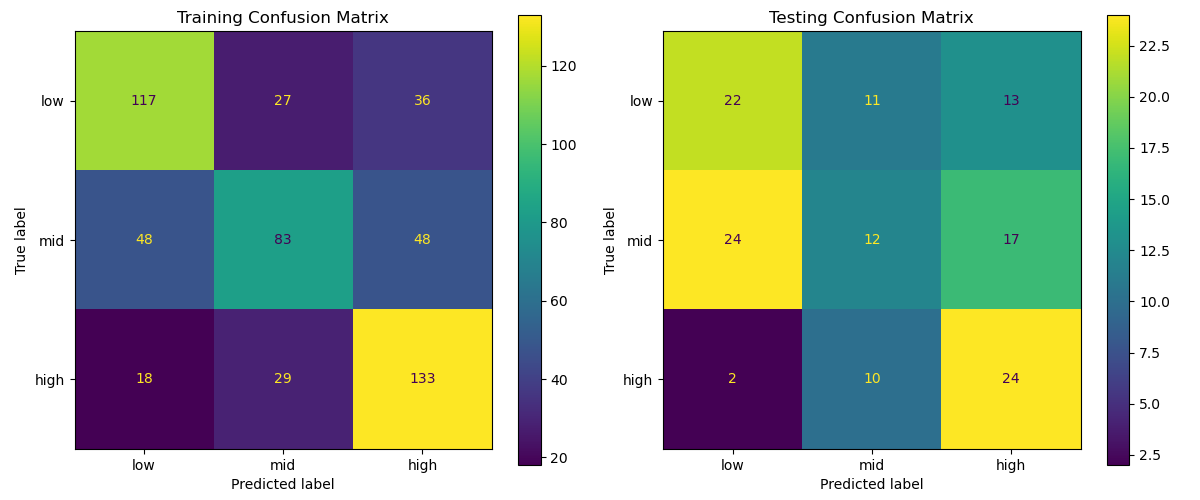 Training Confusion Matrix
low 117 27 36
mid 48 83 48
high 18 29 133
low mid high
Predicted label
True label
120
100
80
60
40
20
Testing Confusion Matrix
low 22 11 13
mid 24 12 17
high 2 10 24
low mid high
Predicted label
True label
22.5
20.0
17.5
15.0
12.5
10.0
7.5
5.0
2.5